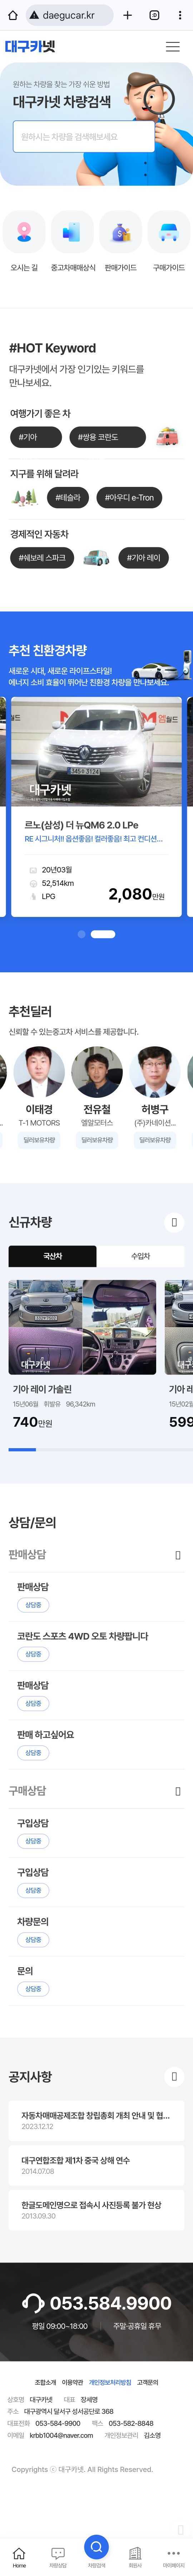 daegucar.kr
대구카넷
원하는 차량을 찾는 가장 쉬운 방법
대구카넷 차량검색
원하시는 차량을 검색해보세요
오시는 길 중고차매매상식 판매가이드 구매가이드
#HOT Keyword
대구카넷에서 가장 인기있는 키워드를
만나보세요.
여행가기 좋은 차
#기아 #쌍용 코란도
지구를 위해 달려라
#테슬라 #아우디 e-Tron
경제적인 자동차
#쉐보레 스파크 #기아 레이
추천 친환경차량
새로운 시대, 새로운 라이프스타일!
에너지 소비 효율이 뛰어난 친환경 차량을 만나보세요.
대구카넷
르노(삼성) 더 뉴QM6 2.0 LPe
RE 시그니처!! 옵션좋음! 컬러좋음! 최고 컨디션...
20년03월
52,514km
LPG
2,080만원
추천딜러
신뢰할 수 있는중고차 서비스를 제공합니다.
이태경 전유철 허병구
T-1 MOTORS 엘알모터스 (주)카네이션...
딜러보유차량 딜러보유차량 딜러보유차량
신규차량
국산차 수입차
대구카넷
기아 레이 가솔린 기아 레
15년06월 휘발유 96,342km 15년02월
740만원 599
상담/문의
판매상담
판매상담
상담중
코란도 스포츠 4WD 오토 차량팝니다
상담중
판매상담
상담중
판매 하고싶어요
상담중
구매상담
구입상담
상담중
구입상담
상담중
차량문의
상담중
문의
상담중
공지사항
자동차매매공제조합 창립총회 개최 안내 및 협...
2023.12.12
대구연합조합 제1차 중국 상해 연수
2014.07.08
한글도메인명으로 접속시 사진등록 불가 현상
2013.09.30
053.584.9900
평일 09:00~18:00 주말·공휴일 휴무
조합소개 이용약관 개인정보처리방침 고객문의
상호명 대구카넷 대표 장세명
주소 대구광역시 달서구 성서공단로 368
대표전화 053-584-9900 팩스 053-582-8848
이메일 krbb1004@naver.com 개인정보관리 김소영
Copyrights ⓒ 대구카넷. All Rights Reserved.
Home 차량상담 차량검색 회원사 마이페이지